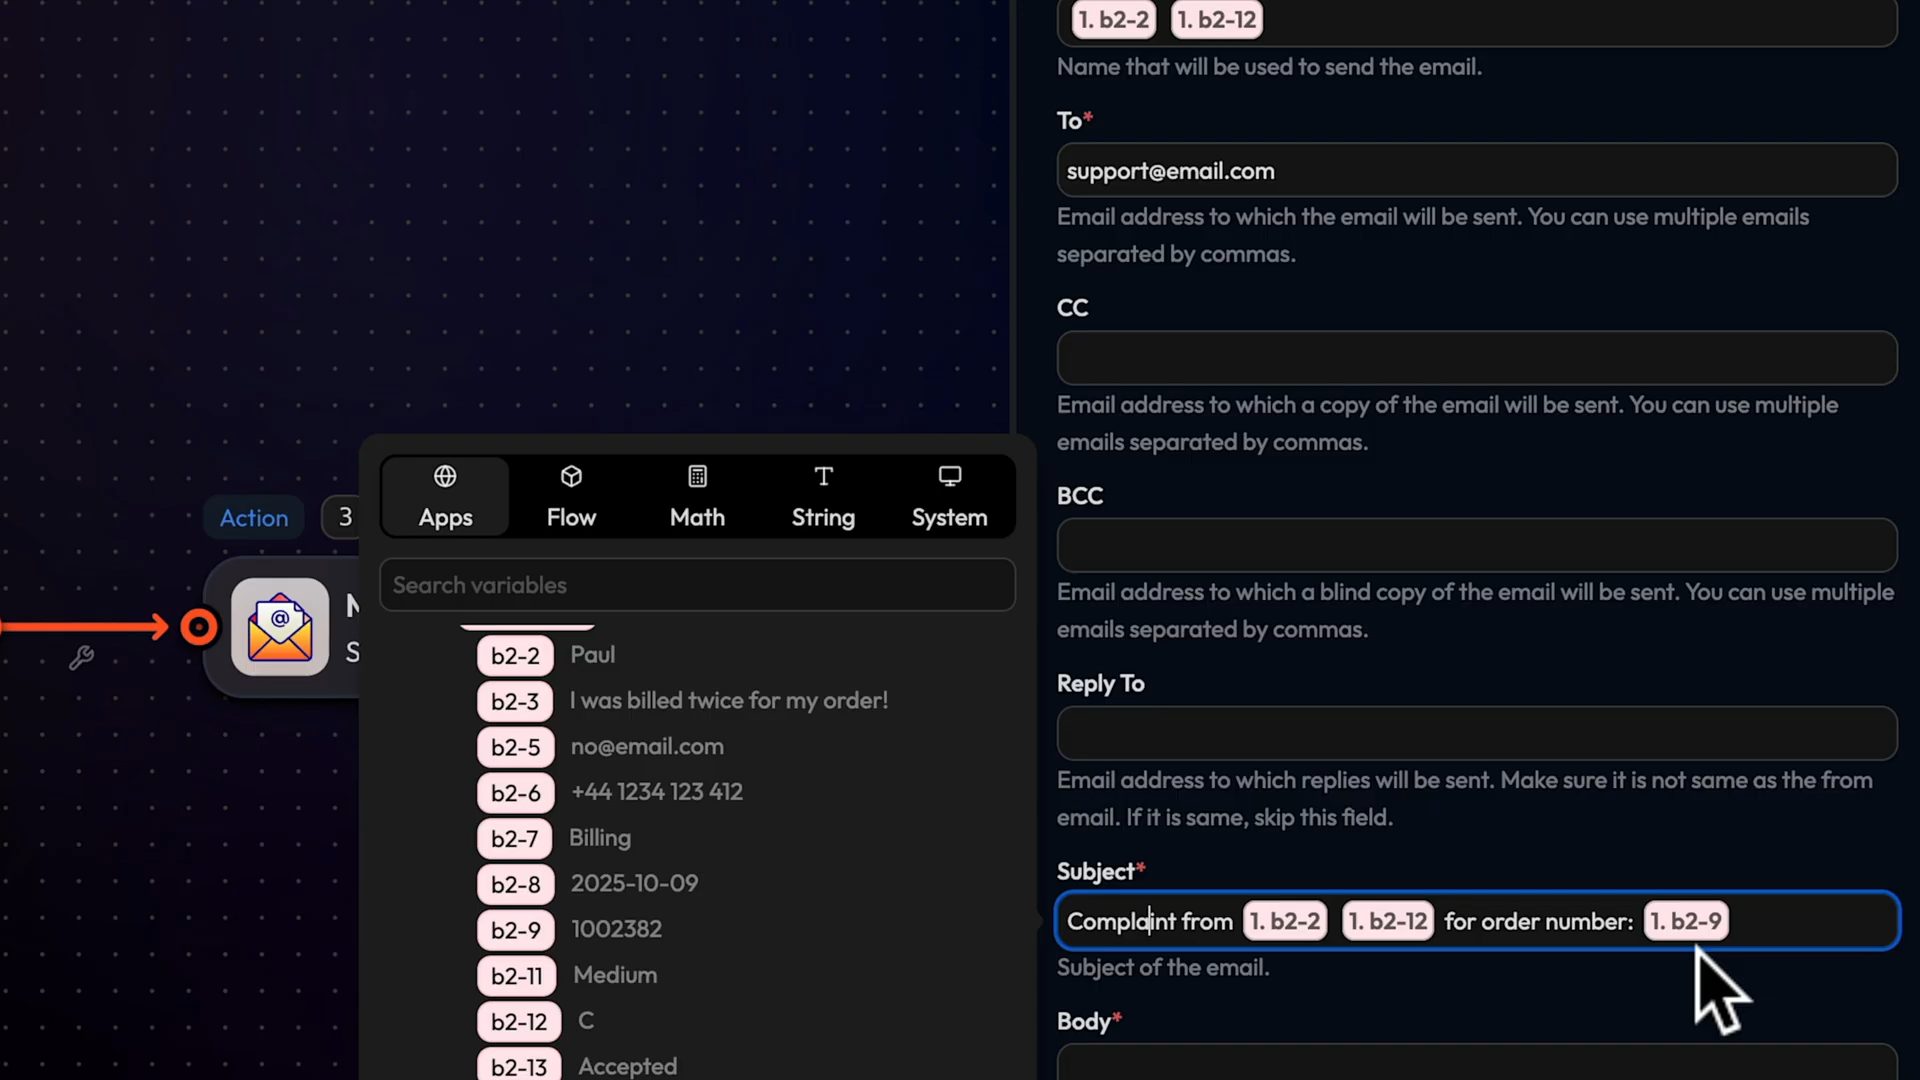 1. b2-2 1. b2-12
Name that will be used to send the email.
To*
support@email.com
Email address to which the email will be sent. You can use multiple emails
separated by commas.
CC
Email address to which a copy of the email will be sent. You can use multiple
emails separated by commas.
BCC
Email address to which a blind copy of the email will be sent. You can use multiple
emails separated by commas.
Reply To
Email address to which replies will be sent. Make sure it is not same as the from
email. If it is same, skip this field.
Subject*
Complaint from 1. b2-2 1. b2-12 for order number: 1. b2-9
Subject of the email.
Body*
Action 3
@
Apps Flow Math String System
Search variables
b2-2 Paul
b2-3 I was billed twice for my order!
b2-5 no@email.com
b2-6 +44 1234 123 412
b2-7 Billing
b2-8 2025-10-09
b2-9 1002382
b2-11 Medium
b2-12 C
b2-13 Accepted